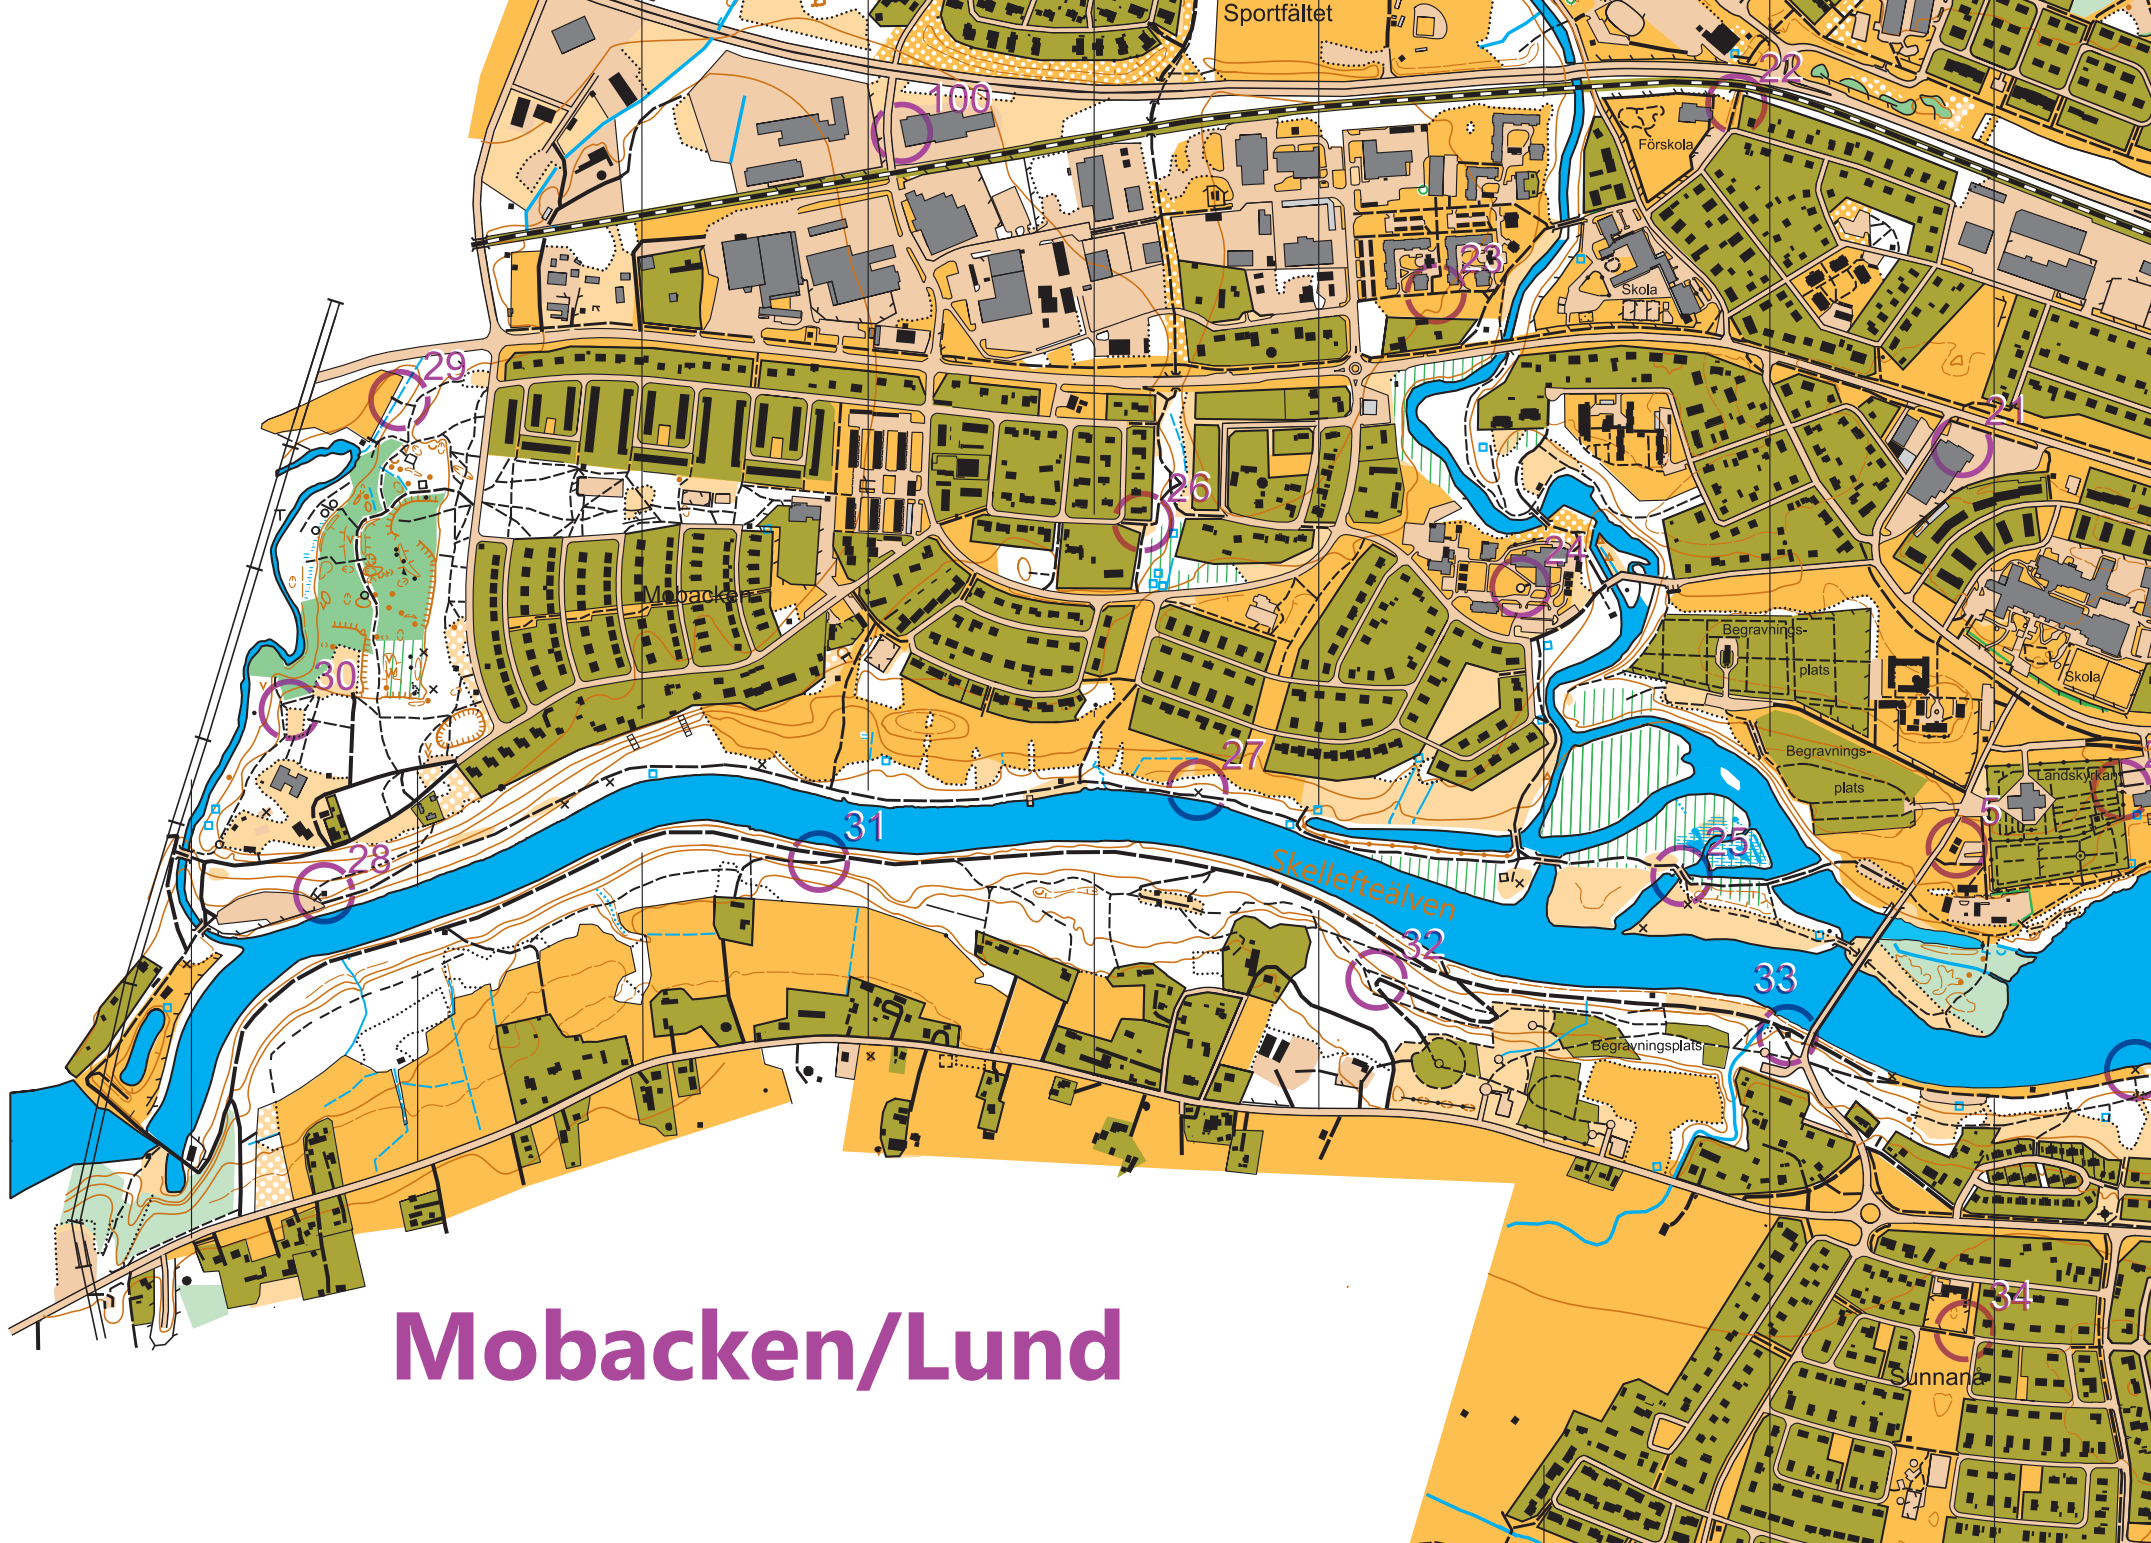 Sportfältet
22
100
Förskola
23
Skola
29
21
26
24
Mobacken
Begravnings-
plats
30
Skola
27
Begravnings-
plats
Landskyrkan
31
5
25
28
Skellefteälven
32
33
Begravningsplats
34
Mobacken/Lund
Sunnanå